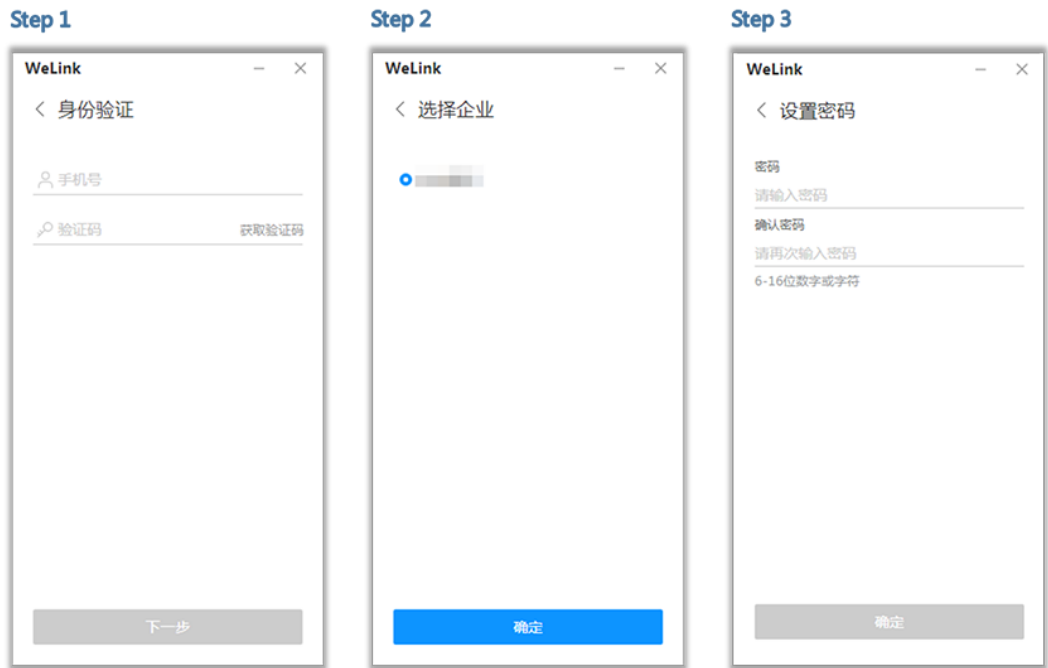 Step 1
WeLink
身份验证
手机号
验证码 获取验证码
下一步
Step 2
WeLink
选择企业
确定
Step 3
WeLink
设置密码
密码
请输入密码
确认密码
请再次输入密码
6-16位数字或字符
确定